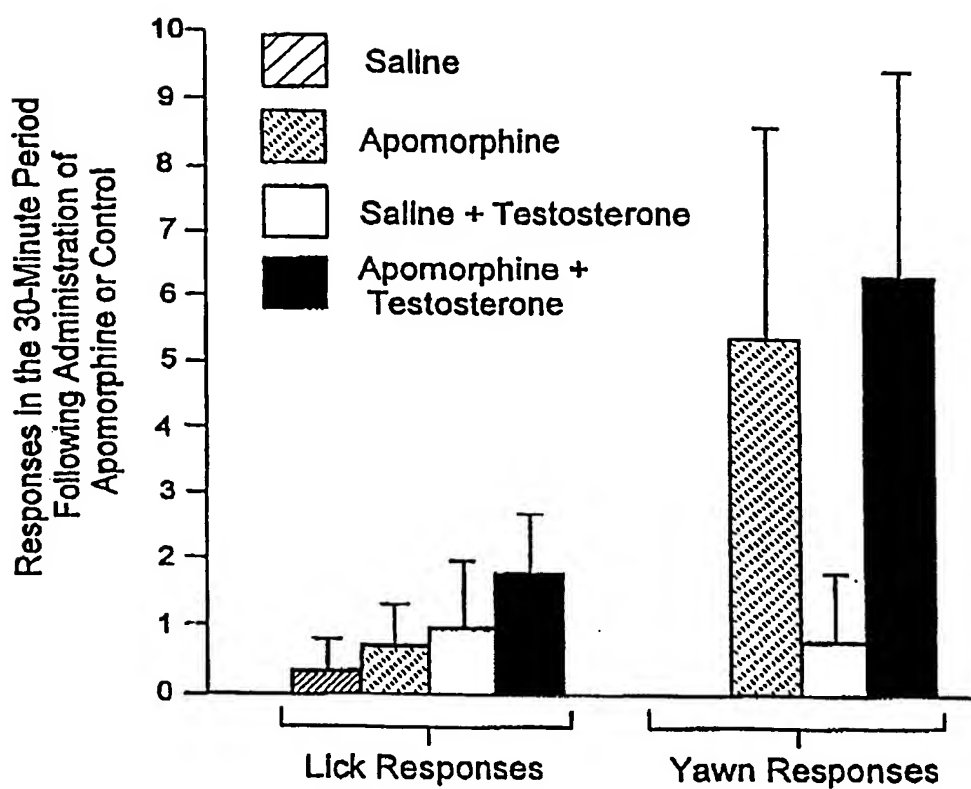 Responses in the 30-Minute Period
Following Administration of
Apomorphine or Control
10
9
8
7
6
5
4
3
2
1
0
Saline
Apomorphine
Saline + Testosterone
Apomorphine +
Testosterone
Lick Responses
Yawn Responses